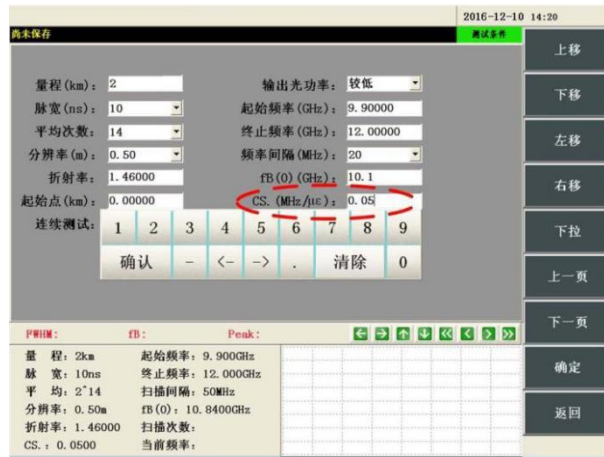 2016-12-10 14:20
尚未保存
测试条件
量程(km): 2
输出光功率: 较低
脉宽(ns): 10
起始频率(GHz): 9.90000
平均次数: 14
终止频率(GHz): 12.00000
分辨率(m): 0.50
频率间隔(MHz): 20
折射率: 1.46000
fB(0)(GHz): 10.1
起始点(km): 0.00000
CS.(MHz/με): 0.05
连续测试:
1 2 3 4 5 6 7 8 9
确认 - <- -> . 清除 0
FWHM: fB: Peak:
量 程: 2km 起始频率: 9.900GHz
脉 宽: 10ns 终止频率: 12.000GHz
平 均: 2^14 扫描间隔: 50MHz
分辨率: 0.50m fB(0): 10.8400GHz
折射率: 1.46000 扫描次数:
CS.: 0.0500 当前频率:
上移
下移
左移
右移
下拉
上一页
下一页
确定
返回